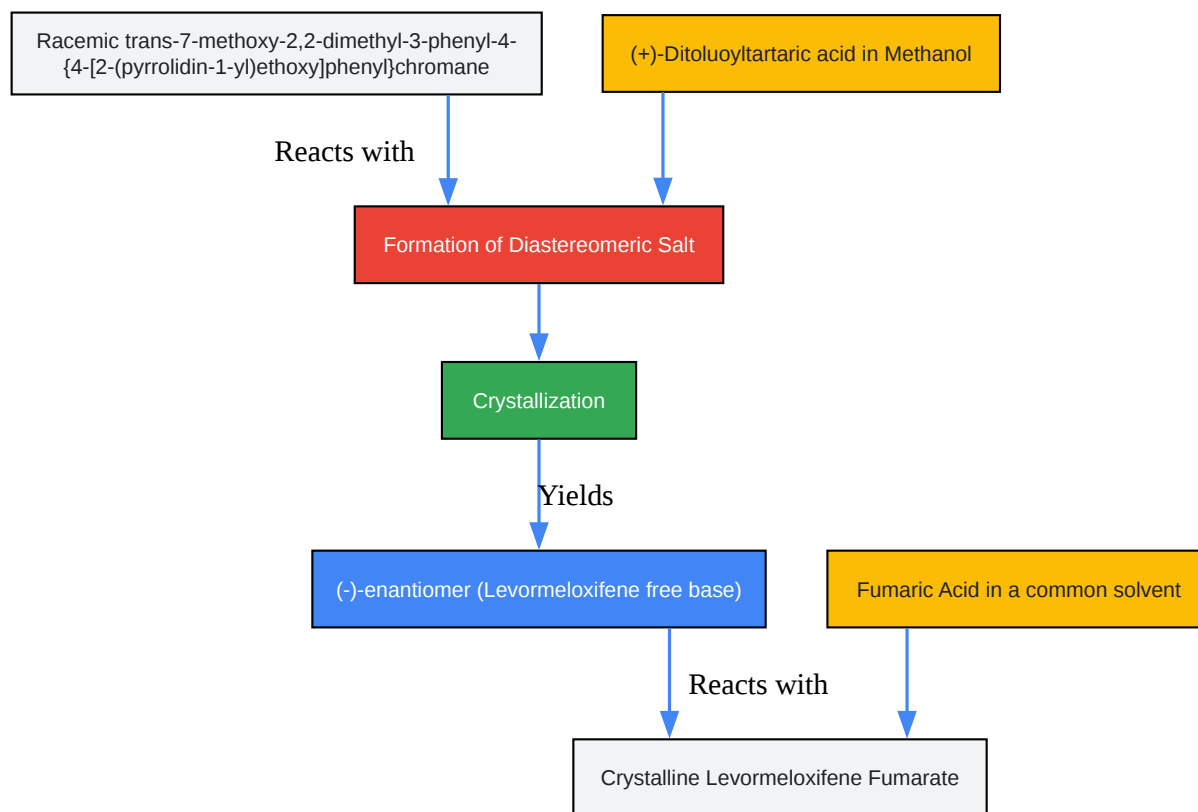 Racemic trans-7-methoxy-2,2-dimethyl-3-phenyl-4-
{4-[2-(pyrrolidin-1-yl)ethoxy]phenyl}chromane
(+)-Ditoluoyltartaric acid in Methanol
Reacts with
Formation of Diastereomeric Salt
Crystallization
Yields
(-)-enantiomer (Levormeloxifene free base)
Fumaric Acid in a common solvent
Reacts with
Crystalline Levormeloxifene Fumarate